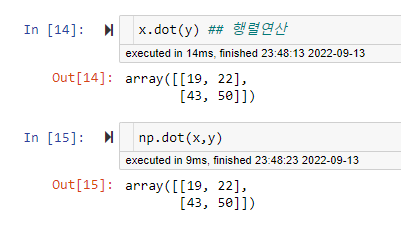 In [14]: x.dot(y) ## 행렬연산
executed in 14ms, finished 23:48:13 2022-09-13
Out[14]: array([[19, 22],
[43, 50]])
In [15]: np.dot(x,y)
executed in 9ms, finished 23:48:23 2022-09-13
Out[15]: array([[19, 22],
[43, 50]])